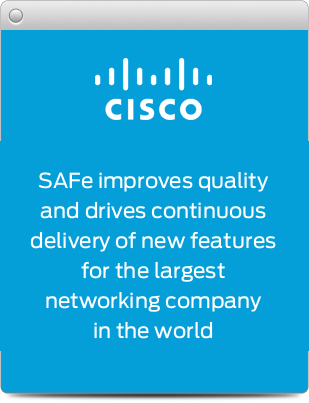 CISCO
SAFe improves quality
and drives continuous
delivery of new features
for the largest
networking company
in the world